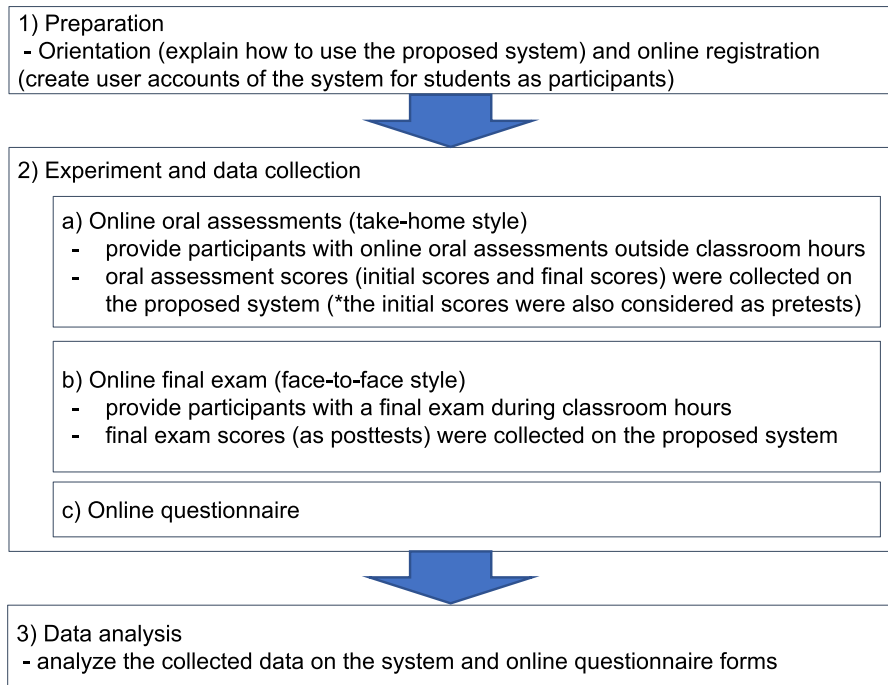 1) Preparation
- Orientation (explain how to use the proposed system) and online registration
(create user accounts of the system for students as participants)
2) Experiment and data collection
a) Online oral assessments (take-home style)
- provide participants with online oral assessments outside classroom hours
- oral assessment scores (initial scores and final scores) were collected on
the proposed system (*the initial scores were also considered as pretests)
b) Online final exam (face-to-face style)
- provide participants with a final exam during classroom hours
- final exam scores (as posttests) were collected on the proposed system
c) Online questionnaire
3) Data analysis
- analyze the collected data on the system and online questionnaire forms